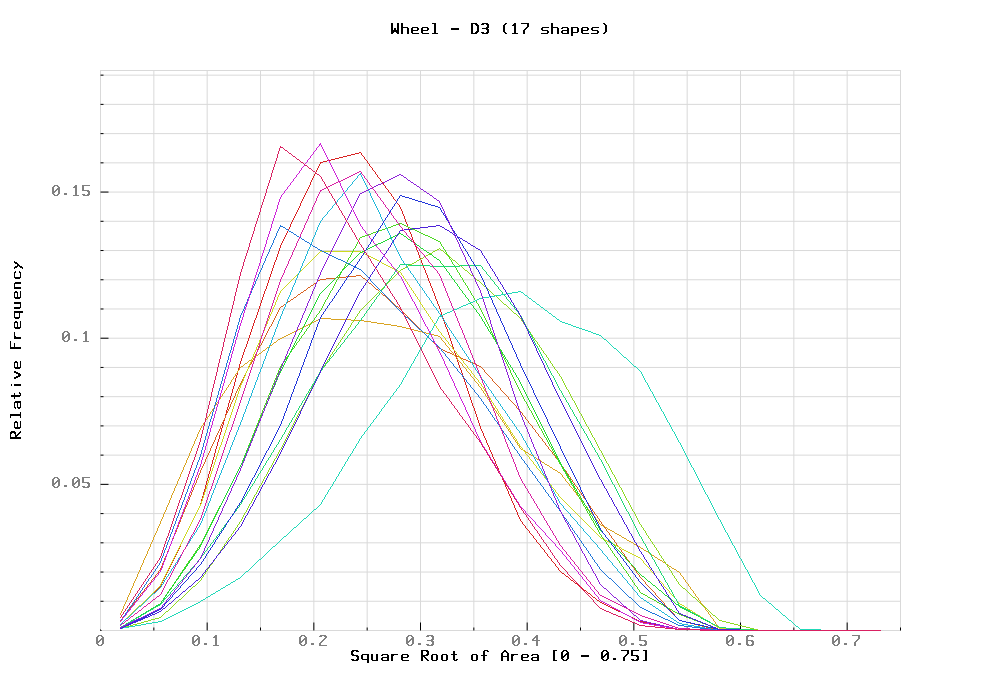 Wheel - D3 (17 shapes)
Relative Frequency
0.15
0.1
0.05
0 0.1 0.2 0.3 0.4 0.5 0.6 0.7
Square Root of Area [0 - 0.75]